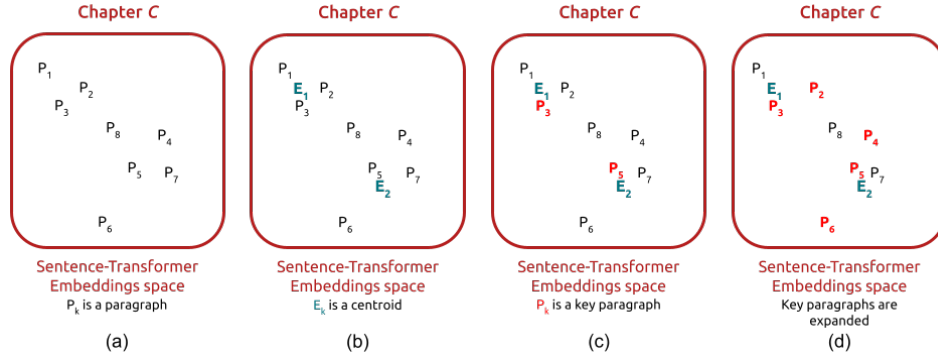 Chapter C
P1
P2
P3
P8
P4
P5
P7
P6
Sentence-Transformer
Embeddings space
Pk is a paragraph
(a)
Chapter C
P1
E1
P2
P3
P8
P4
P5
P7
E2
P6
Sentence-Transformer
Embeddings space
Ek is a centroid
(b)
Chapter C
P1
E1
P2
P3
P8
P4
P5
P7
E2
P6
Sentence-Transformer
Embeddings space
Pk is a key paragraph
(c)
Chapter C
P1
E1
P2
P3
P8
P4
P5
P7
E2
P6
Sentence-Transformer
Embeddings space
Key paragraphs are
expanded
(d)